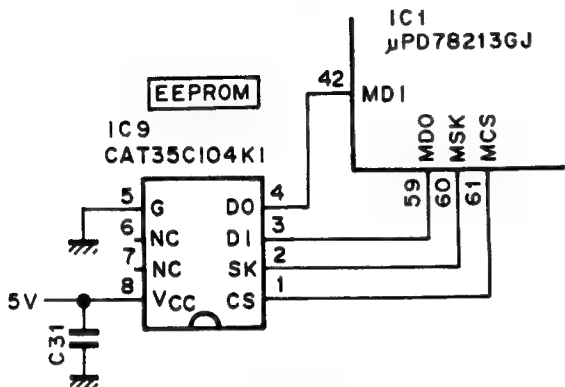 IC1
μPD78213GJ
EEPROM
42 MDI
IC9
CAT35C104K1
MDO MSK MCS
59 60 61
5 G DO 4
6 NC DI 3
7 NC SK 2
8 VCC CS 1
5V
C31